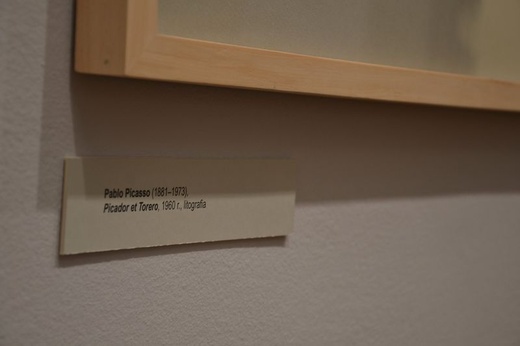 Pablo Picasso (1881–1973),
Picador et Torero, 1960 r., litografia